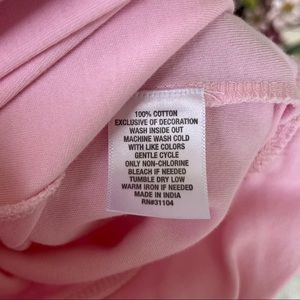 100% COTTON
EXCLUSIVE OF DECORATION
WASH INSIDE OUT
MACHINE WASH COLD
WITH LIKE COLORS
GENTLE CYCLE
ONLY NON-CHLORINE
BLEACH IF NEEDED
TUMBLE DRY LOW
WARM IRON IF NEEDED
MADE IN INDIA
RN#31104